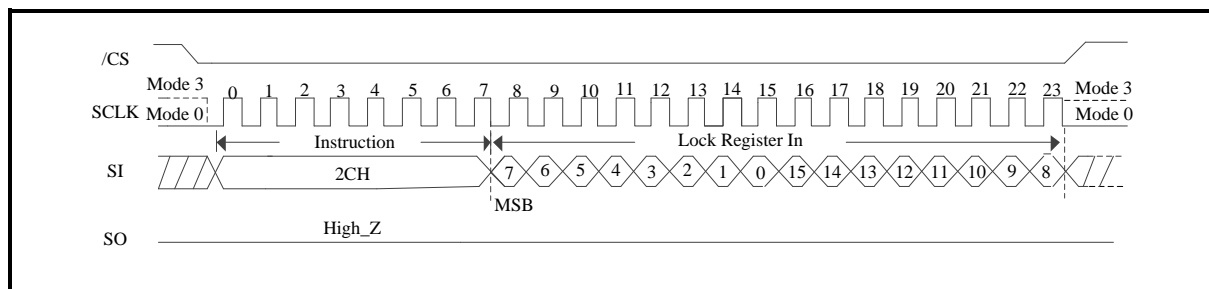 /CS
Mode 3
0 1 2 3 4 5 6 7 8 9 10 11 12 13 14 15 16 17 18 19 20 21 22 23
Mode 3
SCLK Mode 0
Mode 0
Instruction Lock Register In
SI 2CH 7 6 5 4 3 2 1 0 15 14 13 12 11 10 9 8
MSB
High_Z
SO